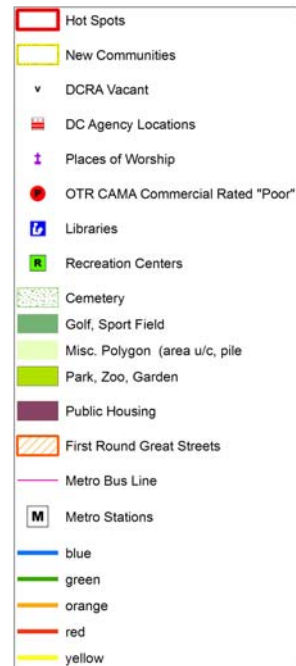 Hot Spots
New Communities
v DCRA Vacant
DC Agency Locations
Places of Worship
P OTR CAMA Commercial Rated "Poor"
Libraries
R Recreation Centers
Cemetery
Golf, Sport Field
Misc. Polygon (area u/c, pile
Park, Zoo, Garden
Public Housing
First Round Great Streets
Metro Bus Line
M Metro Stations
blue
green
orange
red
yellow